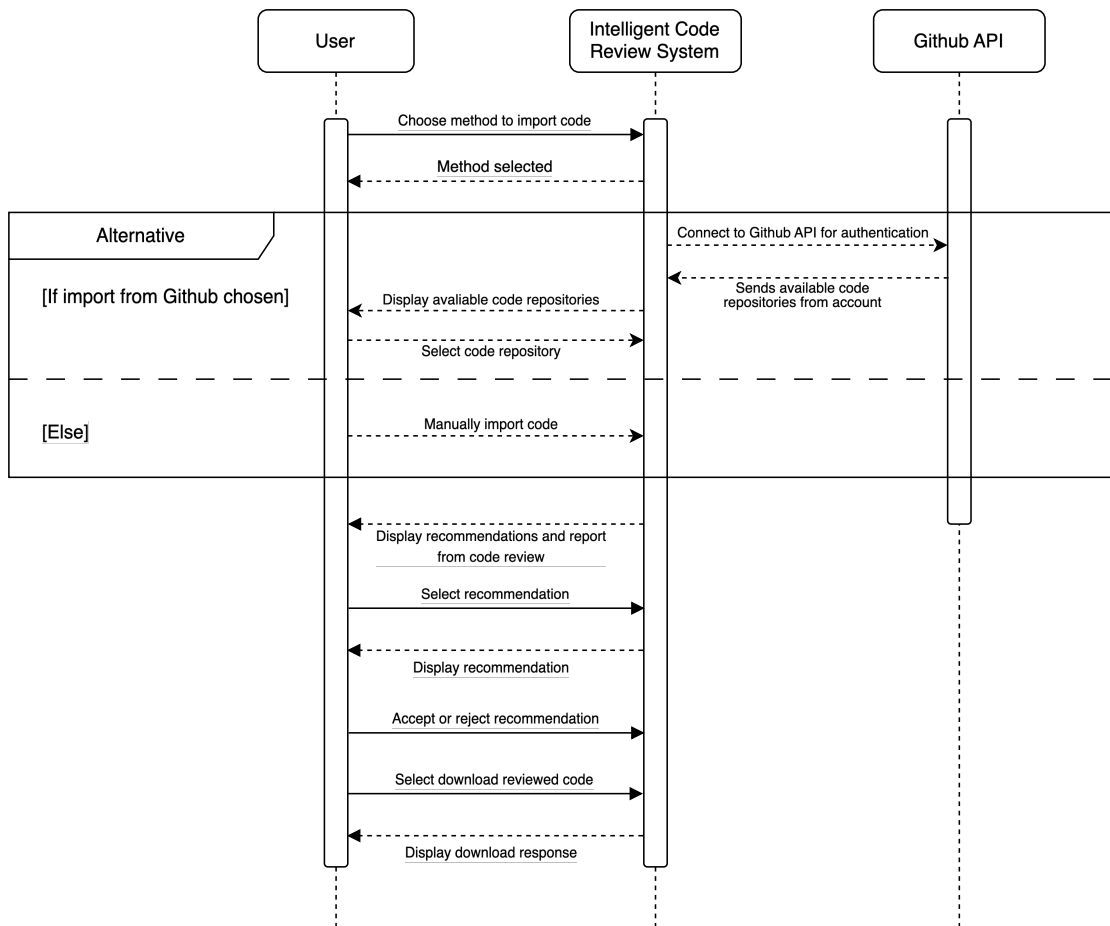 User
Intelligent Code
Review System
Github API
Choose method to import code
Method selected
Alternative
Connect to Github API for authentication
[If import from Github chosen]
Sends available code
repositories from account
Display avaliable code repositories
Select code repository
[Else]
Manually import code
Display recommendations and report
from code review
Select recommendation
Display recommendation
Accept or reject recommendation
Select download reviewed code
Display download response